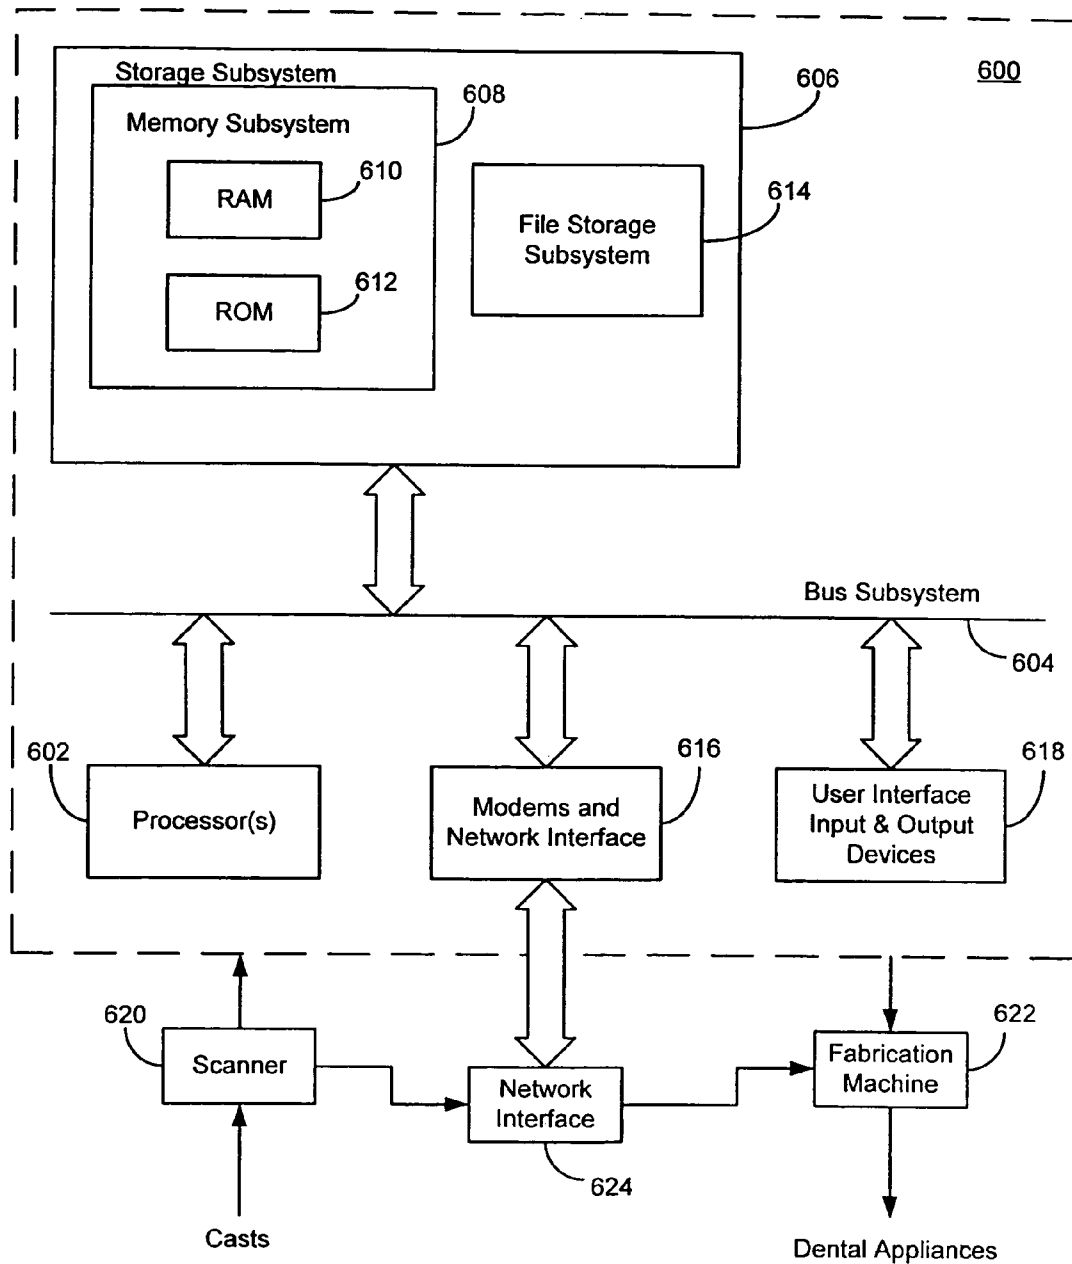 600
Storage Subsystem
606
608
Memory Subsystem
610
RAM
614
File Storage
Subsystem
612
ROM
Bus Subsystem
604
602
Processor(s)
616
Modems and
Network Interface
618
User Interface
Input & Output
Devices
620
Scanner
Network
Interface
624
622
Fabrication
Machine
Casts
Dental Appliances